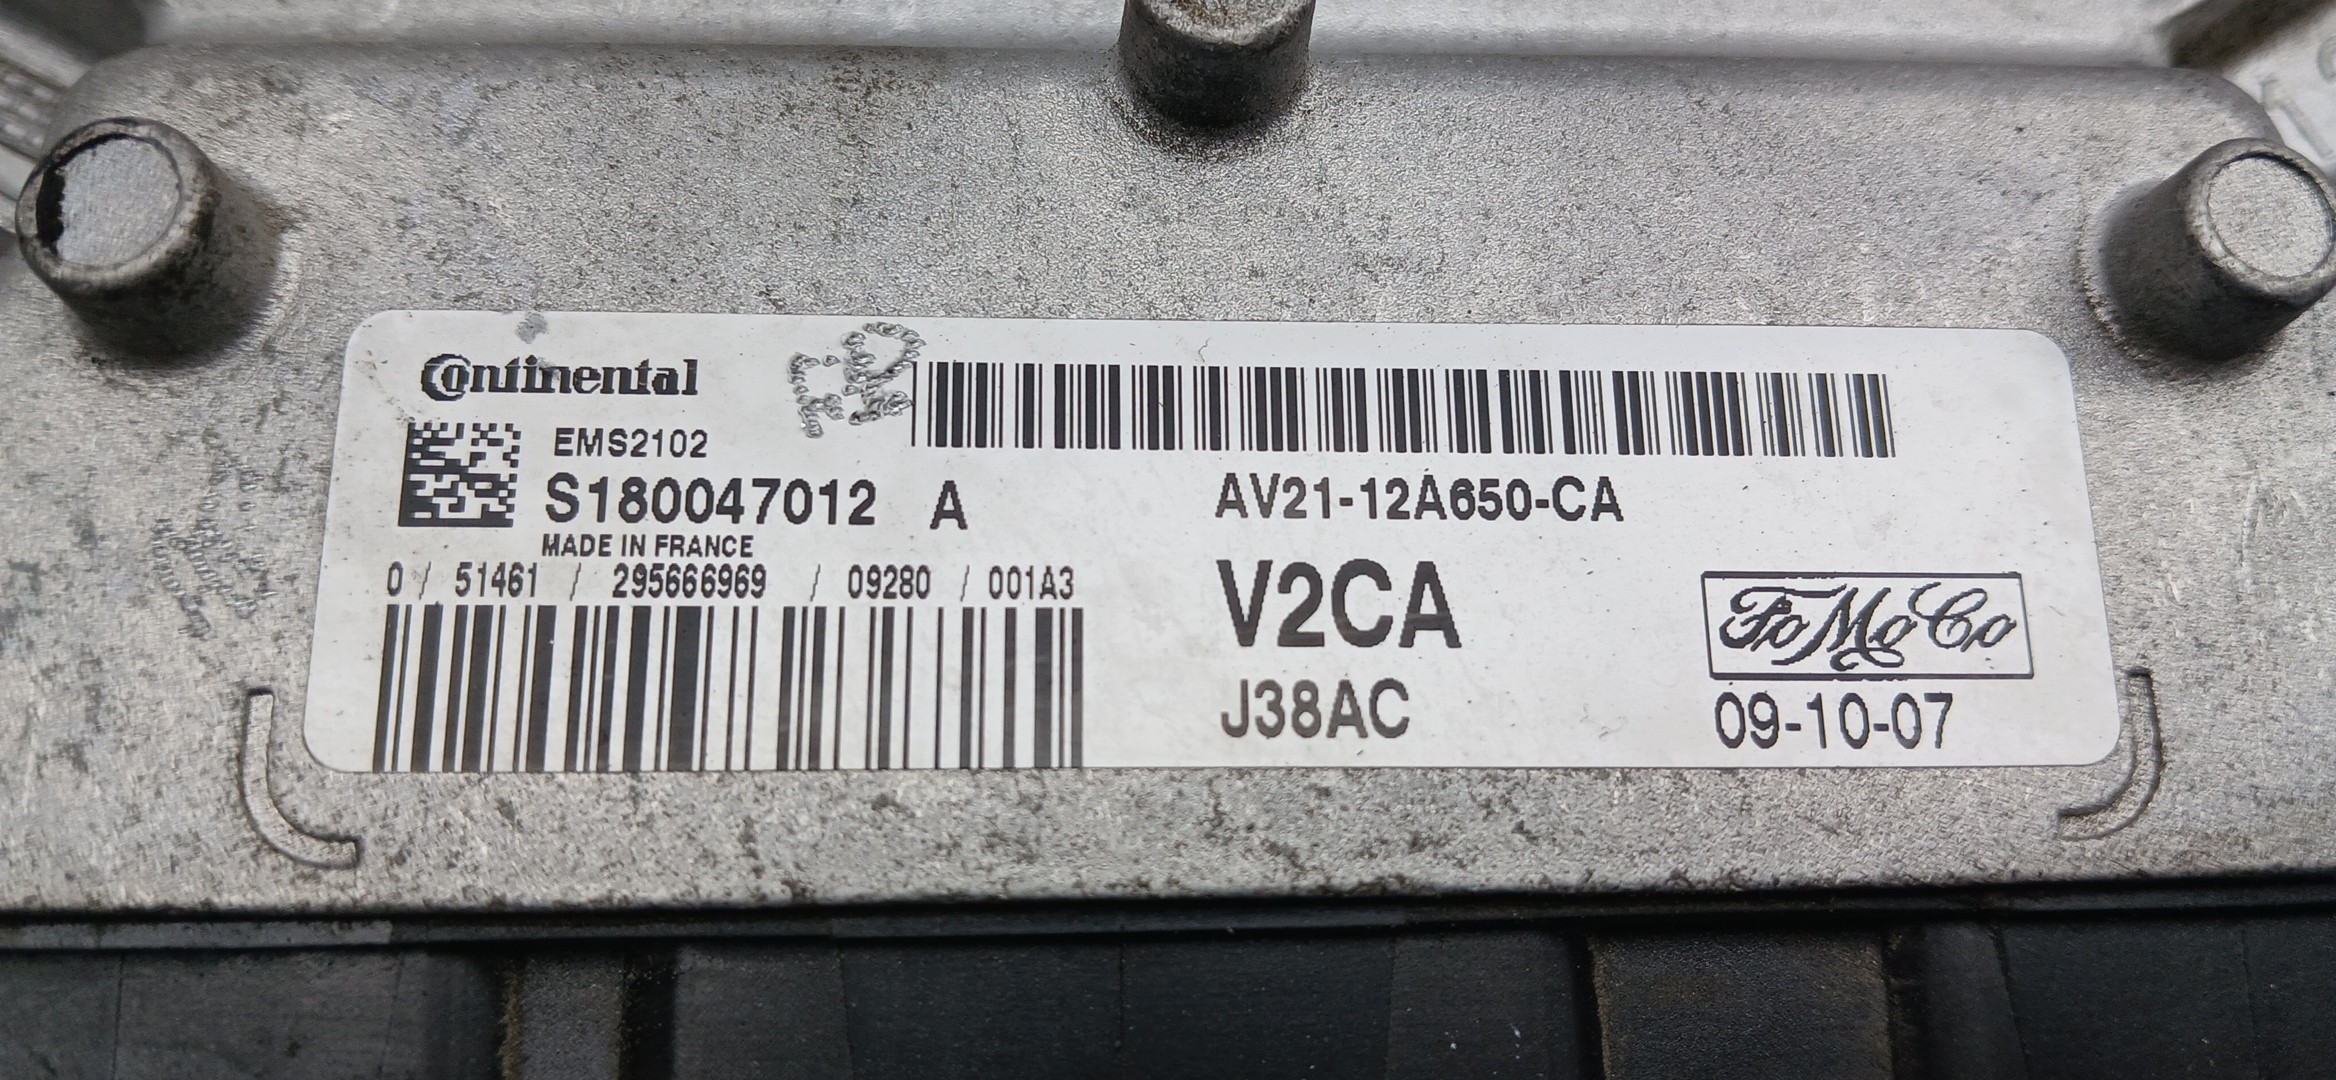 Continental
EMS2102
S180047012 A
MADE IN FRANCE
0 / 51461 / 295666969 / 09280 / 001A3
AV21-12A650-CA
V2CA
J38AC
FoMoCo
09-10-07